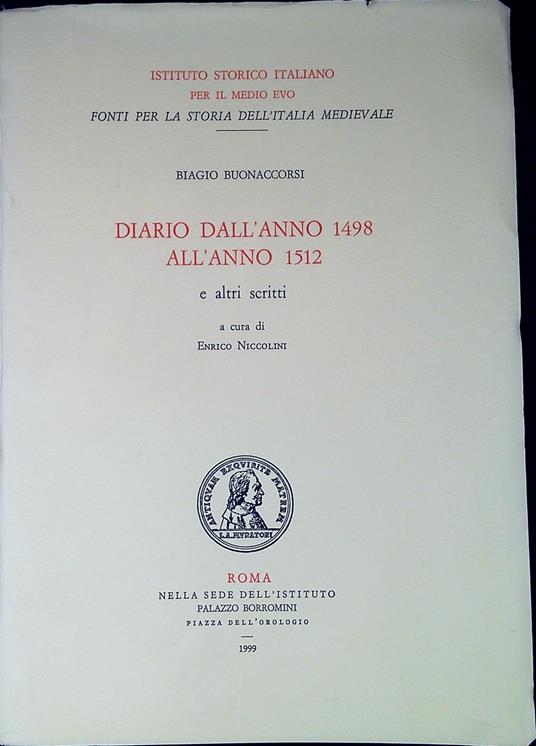 ISTITUTO STORICO ITALIANO
PER IL MEDIO EVO
FONTI PER LA STORIA DELL'ITALIA MEDIEVALE
BIAGIO BUONACCORSI
DIARIO DALL'ANNO 1498
ALL'ANNO 1512
e altri scritti
a cura di
ENRICO NICCOLINI
ANTIQVAM EXQVIRITE MATREM
L.A. MVRATORI
ROMA
NELLA SEDE DELL'ISTITUTO
PALAZZO BORROMINI
PIAZZA DELL'OROLOGIO
1999